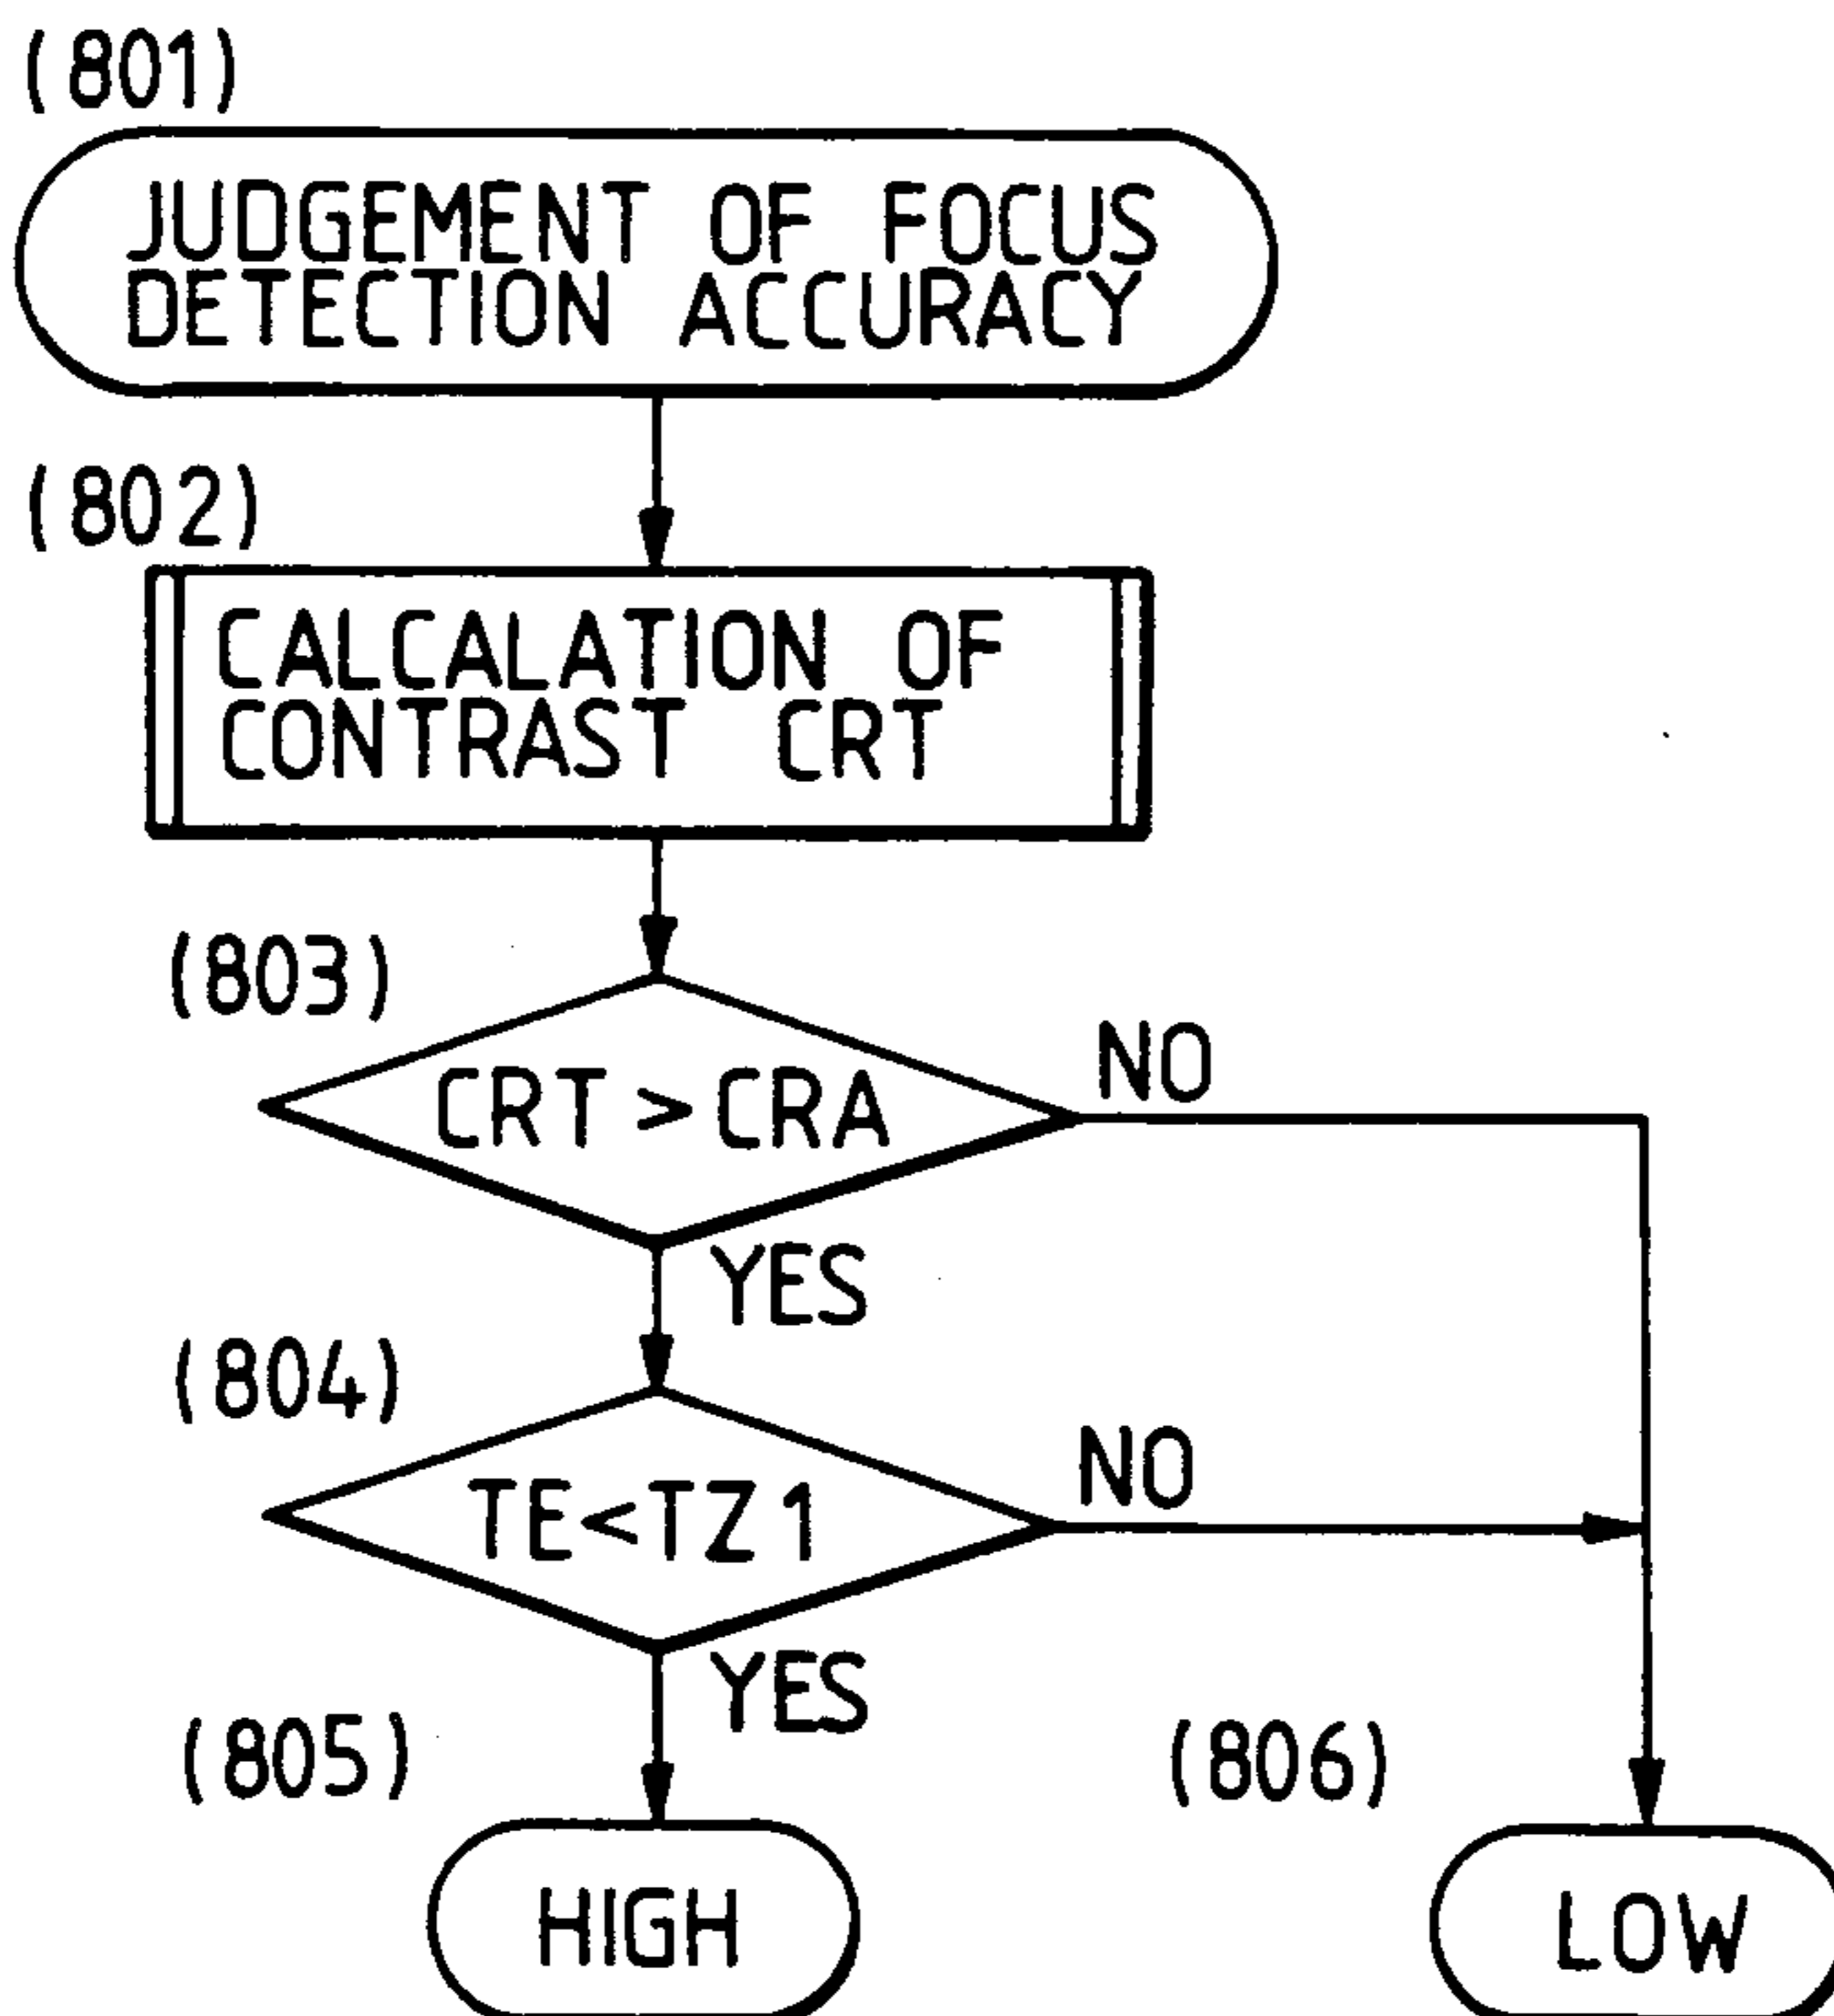 (801)
JUDGEMENT OF FOCUS
DETECTION ACCURACY
(802)
CALCALATION OF
CONTRAST CRT
(803)
CRT>CRA
NO
YES
(804)
TE<TZ1
NO
YES
(805)
(806)
HIGH
LOW